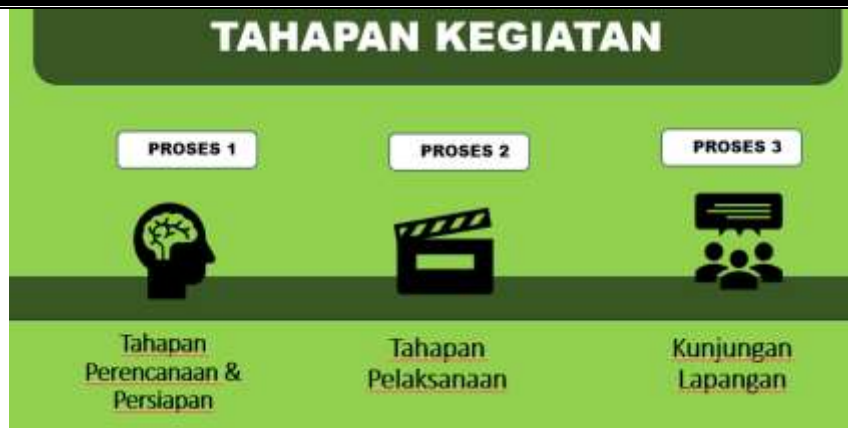 TAHAPAN KEGIATAN
PROSES 1
PROSES 2
PROSES 3
Tahapan
Perencanaan &
Persiapan
Tahapan
Pelaksanaan
Kunjungan
Lapangan